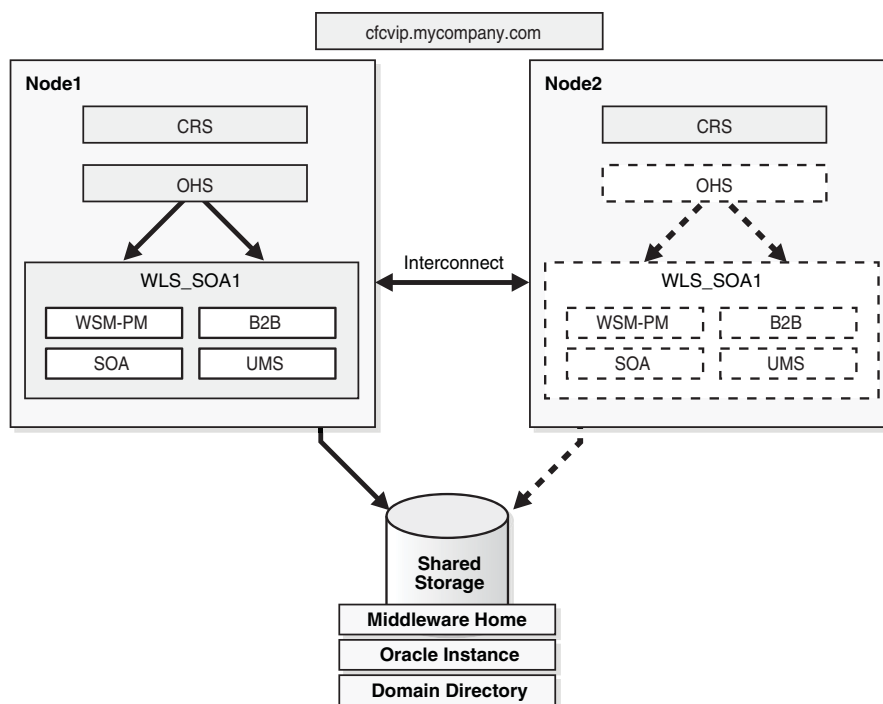 cfcvip.mycompany.com
Node1
CRS
OHS
WLS_SOA1
WSM-PM
B2B
SOA
UMS
Interconnect
Node2
CRS
OHS
WLS_SOA1
WSM-PM
B2B
SOA
UMS
Shared
Storage
Middleware Home
Oracle Instance
Domain Directory